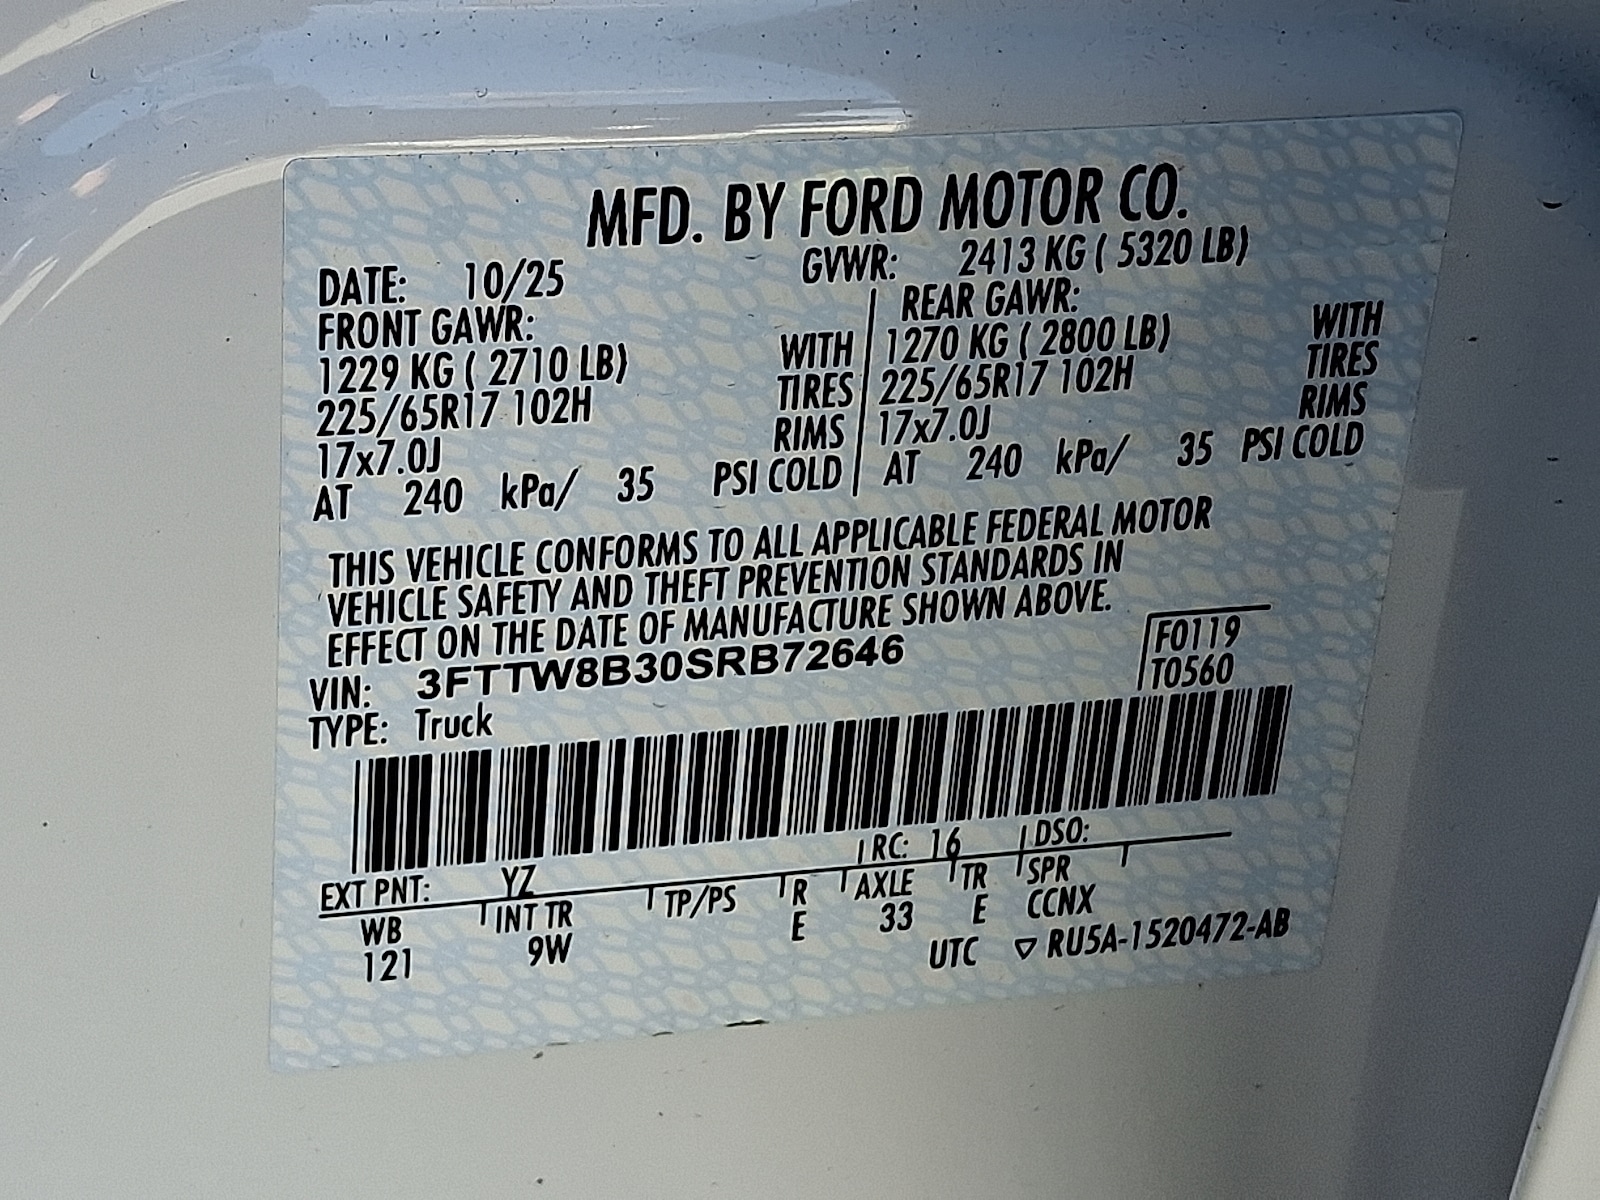 MFD. BY FORD MOTOR CO.
DATE: 10/25 GVWR: 2413 KG ( 5320 LB)
FRONT GAWR: REAR GAWR:
1229 KG ( 2710 LB) WITH 1270 KG ( 2800 LB) WITH
225/65R17 102H TIRES 225/65R17 102H TIRES
17x7.0J RIMS 17x7.0J RIMS
AT 240 kPa/ 35 PSI COLD AT 240 kPa/ 35 PSI COLD
THIS VEHICLE CONFORMS TO ALL APPLICABLE FEDERAL MOTOR
VEHICLE SAFETY AND THEFT PREVENTION STANDARDS IN
EFFECT ON THE DATE OF MANUFACTURE SHOWN ABOVE.
VIN: 3FTTW8B30SRB72646 F0119
TYPE: Truck T0560
EXT PNT: YZ RC: 16 DSO:
WB INT TR TP/PS R AXLE TR SPR
121 9W E 33 E CCNX
UTC ▽ RU5A-1520472-AB